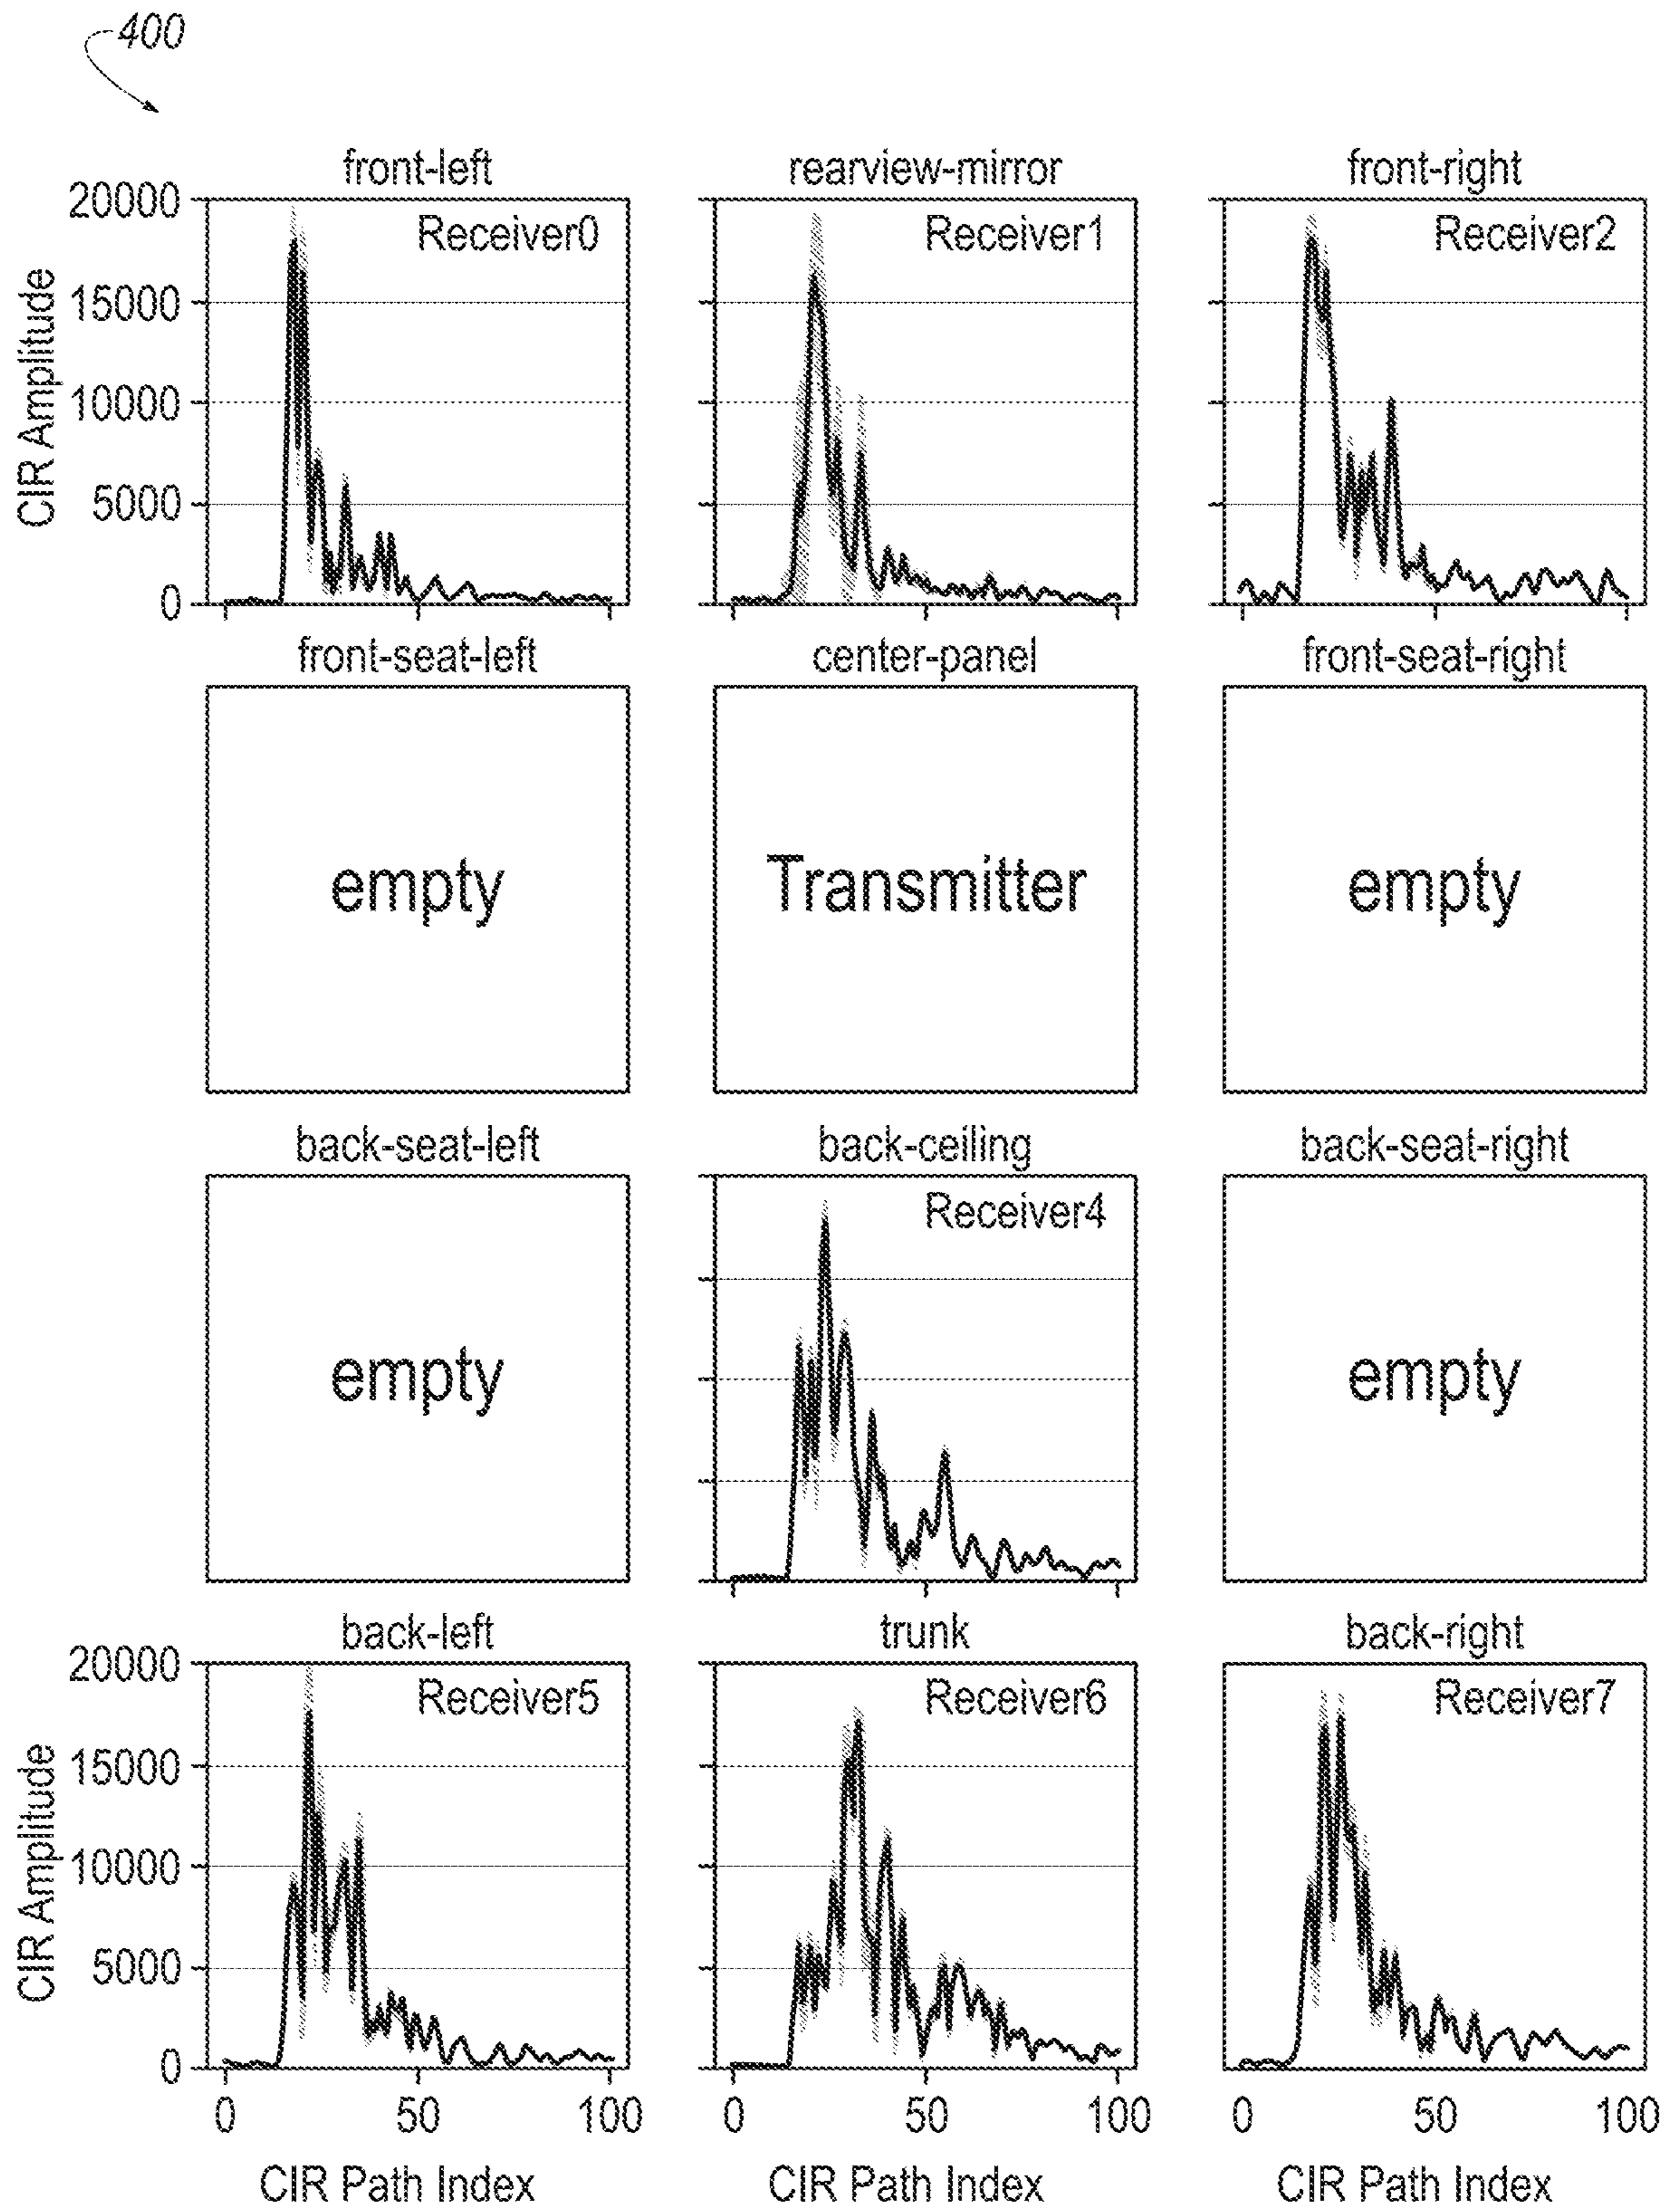 400
front-left rearview-mirror front-right
20000 Receiver0 Receiver1 Receiver2
15000
CIR Amplitude
10000
5000
0
front-seat-left center-panel front-seat-right
empty Transmitter empty
back-seat-left back-ceiling back-seat-right
Receiver4
empty empty
back-left trunk back-right
20000 Receiver5 Receiver6 Receiver7
15000
CIR Amplitude
10000
5000
0
0 50 100 0 50 100 0 50 100
CIR Path Index CIR Path Index CIR Path Index